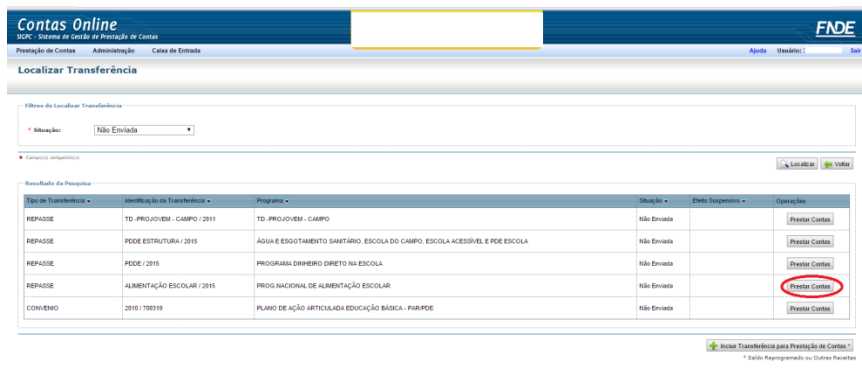 Contas Online
SIGPC - Sistema de Gestão de Prestação de Contas
FNDE
Prestação de Contas Administração Caixa de Entrada Ajuda Usuário: Sair
Localizar Transferência
Filtros de Localizar Transferência
* Situação: Não Enviada
* Campo(s) obrigatório(s)
Localizar Voltar
Resultado da Pesquisa
Tipo de Transferência Identificação da Transferência Programa Situação Efeito Suspensivo Operações
REPASSE TD -PROJOVEM - CAMPO / 2011 TD -PROJOVEM - CAMPO Não Enviada Prestar Contas
REPASSE PDDE ESTRUTURA / 2015 ÁGUA E ESGOTAMENTO SANITÁRIO, ESCOLA DO CAMPO, ESCOLA ACESSÍVEL E PDE ESCOLA Não Enviada Prestar Contas
REPASSE PDDE / 2015 PROGRAMA DINHEIRO DIRETO NA ESCOLA Não Enviada Prestar Contas
REPASSE ALIMENTAÇÃO ESCOLAR / 2015 PROG.NACIONAL DE ALIMENTAÇÃO ESCOLAR Não Enviada Prestar Contas
CONVENIO 2010 / 700319 PLANO DE AÇÃO ARTICULADA EDUCAÇÃO BÁSICA - PAR/PDE Não Enviada Prestar Contas
Incluir Transferência para Prestação de Contas *
* Saldo Reprogramado ou Outras Receitas